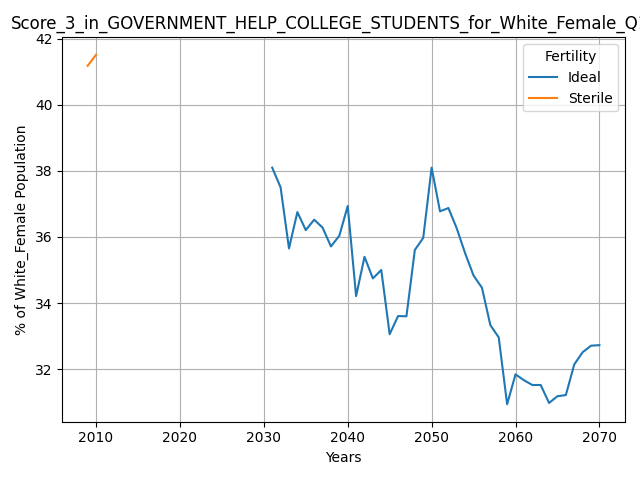 Score_3_in_GOVERNMENT_HELP_COLLEGE_STUDENTS_for_White_Female_Q
42
40
38
36
34
32
% of White_Female Population
Fertility
Ideal
Sterile
2010 2020 2030 2040 2050 2060 2070
Years